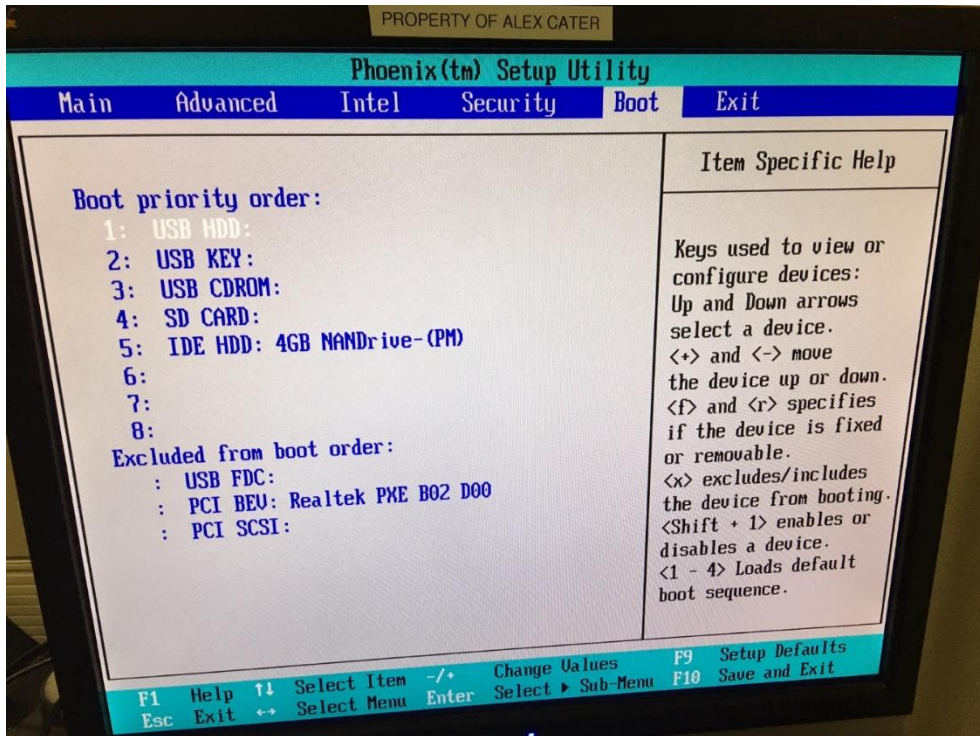 PROPERTY OF ALEX CATER
Phoenix(tm) Setup Utility
Main Advanced Intel Security Boot Exit
Boot priority order:
1: USB HDD:
2: USB KEY:
3: USB CDROM:
4: SD CARD:
5: IDE HDD: 4GB NANDrive-(PM)
6:
7:
8:
Excluded from boot order:
: USB FDC:
: PCI BEV: Realtek PXE B02 D00
: PCI SCSI:
Item Specific Help
Keys used to view or
configure devices:
Up and Down arrows
select a device.
<+> and <-> move
the device up or down.
<f> and <r> specifies
if the device is fixed
or removable.
<x> excludes/includes
the device from booting.
<Shift + 1> enables or
disables a device.
<1 - 4> Loads default
boot sequence.
F1 Help ↑↓ Select Item -/+ Change Values F9 Setup Defaults
Esc Exit ↔ Select Menu Enter Select ▶ Sub-Menu F10 Save and Exit